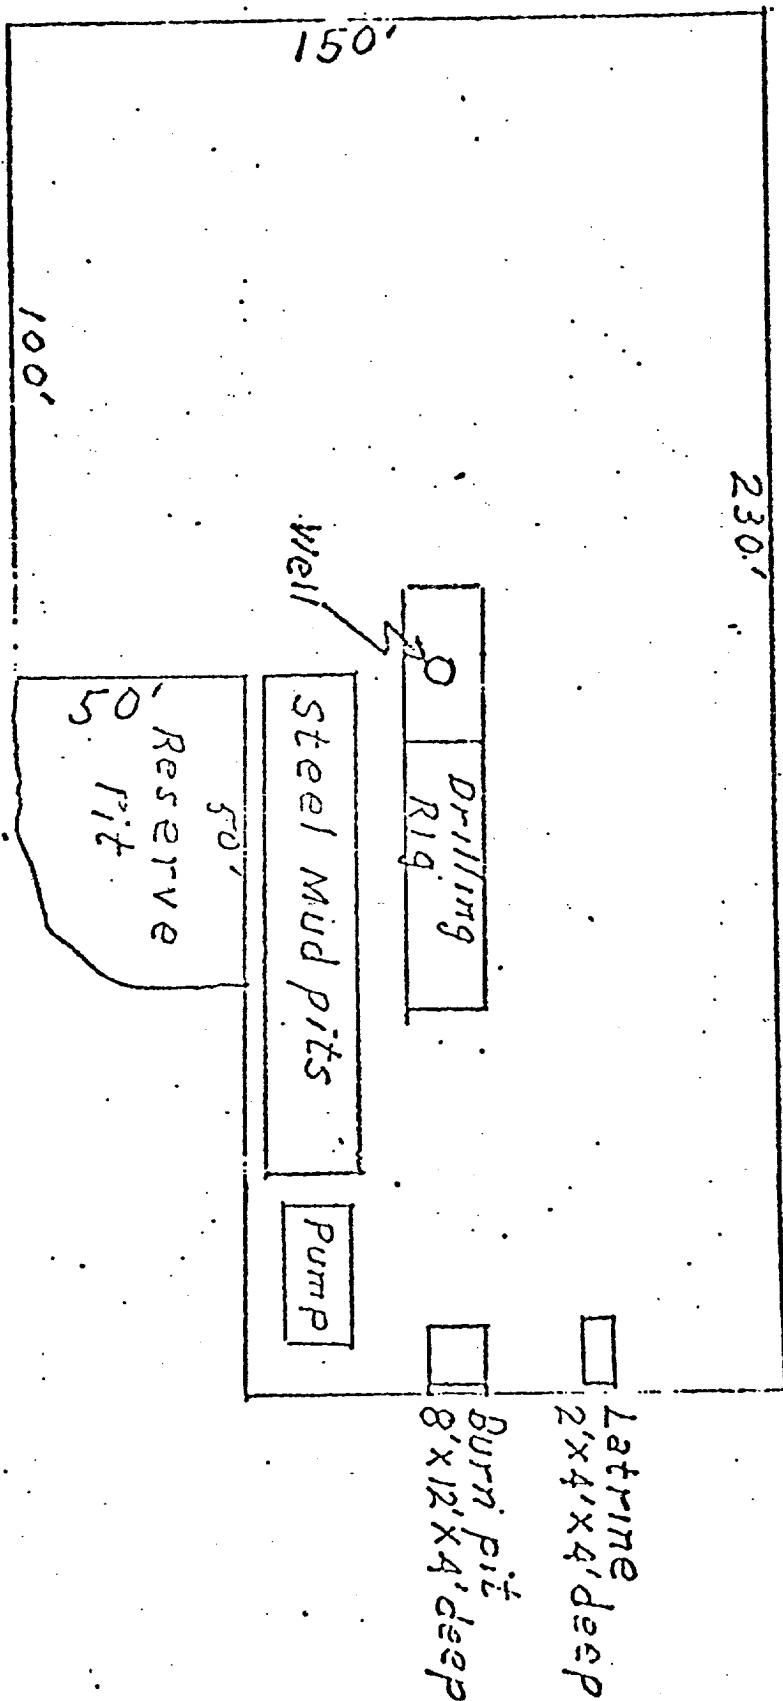 230'
150'
Latrine
2'x4'x4' deep
Burn pit
8'x12'x4' deep
Drilling
Rig
Well
Steel Mud pits
Pump
50'
50'
Reserve
Pit
100'